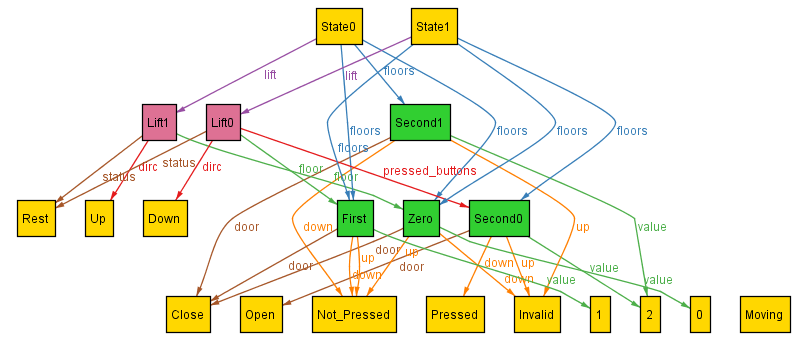 State0 State1
lift lift floors
Lift1 Lift0 Second1
floors floors floors floors
floors
status status dirc dirc floor floor pressed_buttons
Rest Up Down First Zero Second0
door down up value
door up down door up door down up down value value value
Close Open Not_Pressed Pressed Invalid 1 2 0 Moving